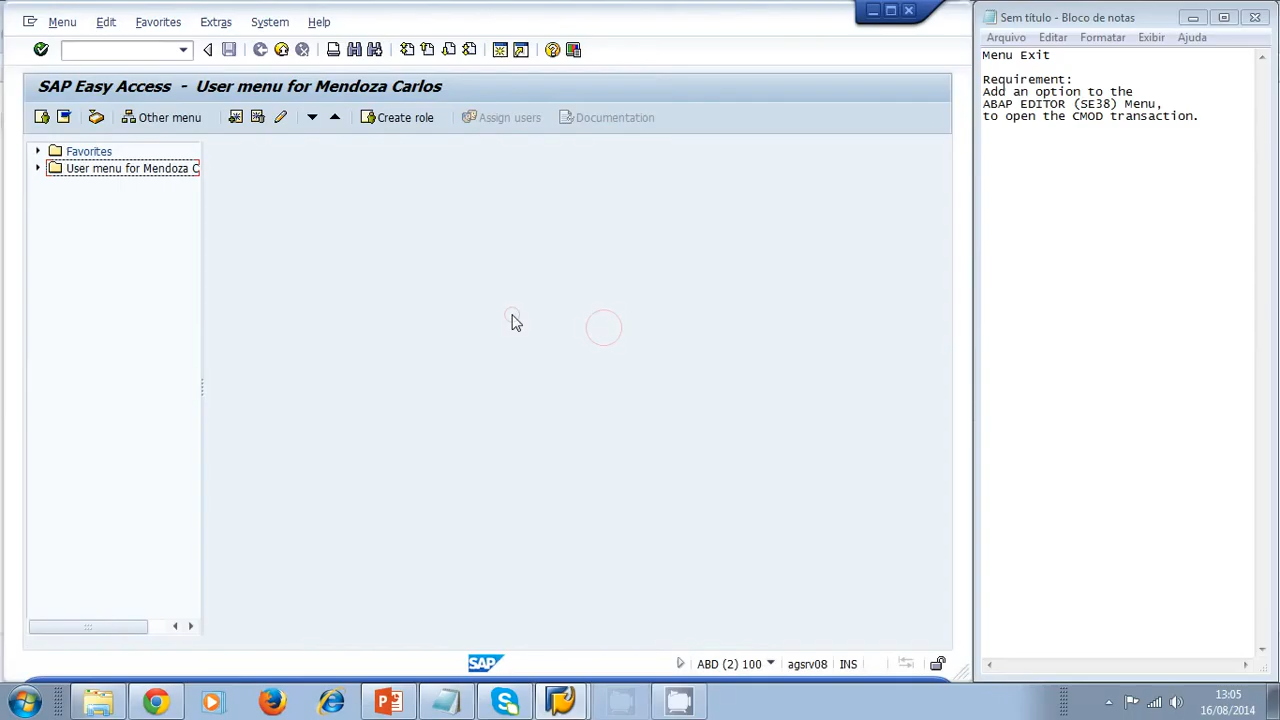 Menu Edit Favorites Extras System Help
SAP Easy Access - User menu for Mendoza Carlos
Other menu Create role Assign users Documentation
Favorites
User menu for Mendoza C
SAP ABD (2) 100 agsrv08 INS
Sem título - Bloco de notas
Arquivo Editar Formatar Exibir Ajuda
Menu Exit
Requirement:
Add an option to the
ABAP EDITOR (SE38) Menu,
to open the CMOD transaction.
13:05
16/08/2014